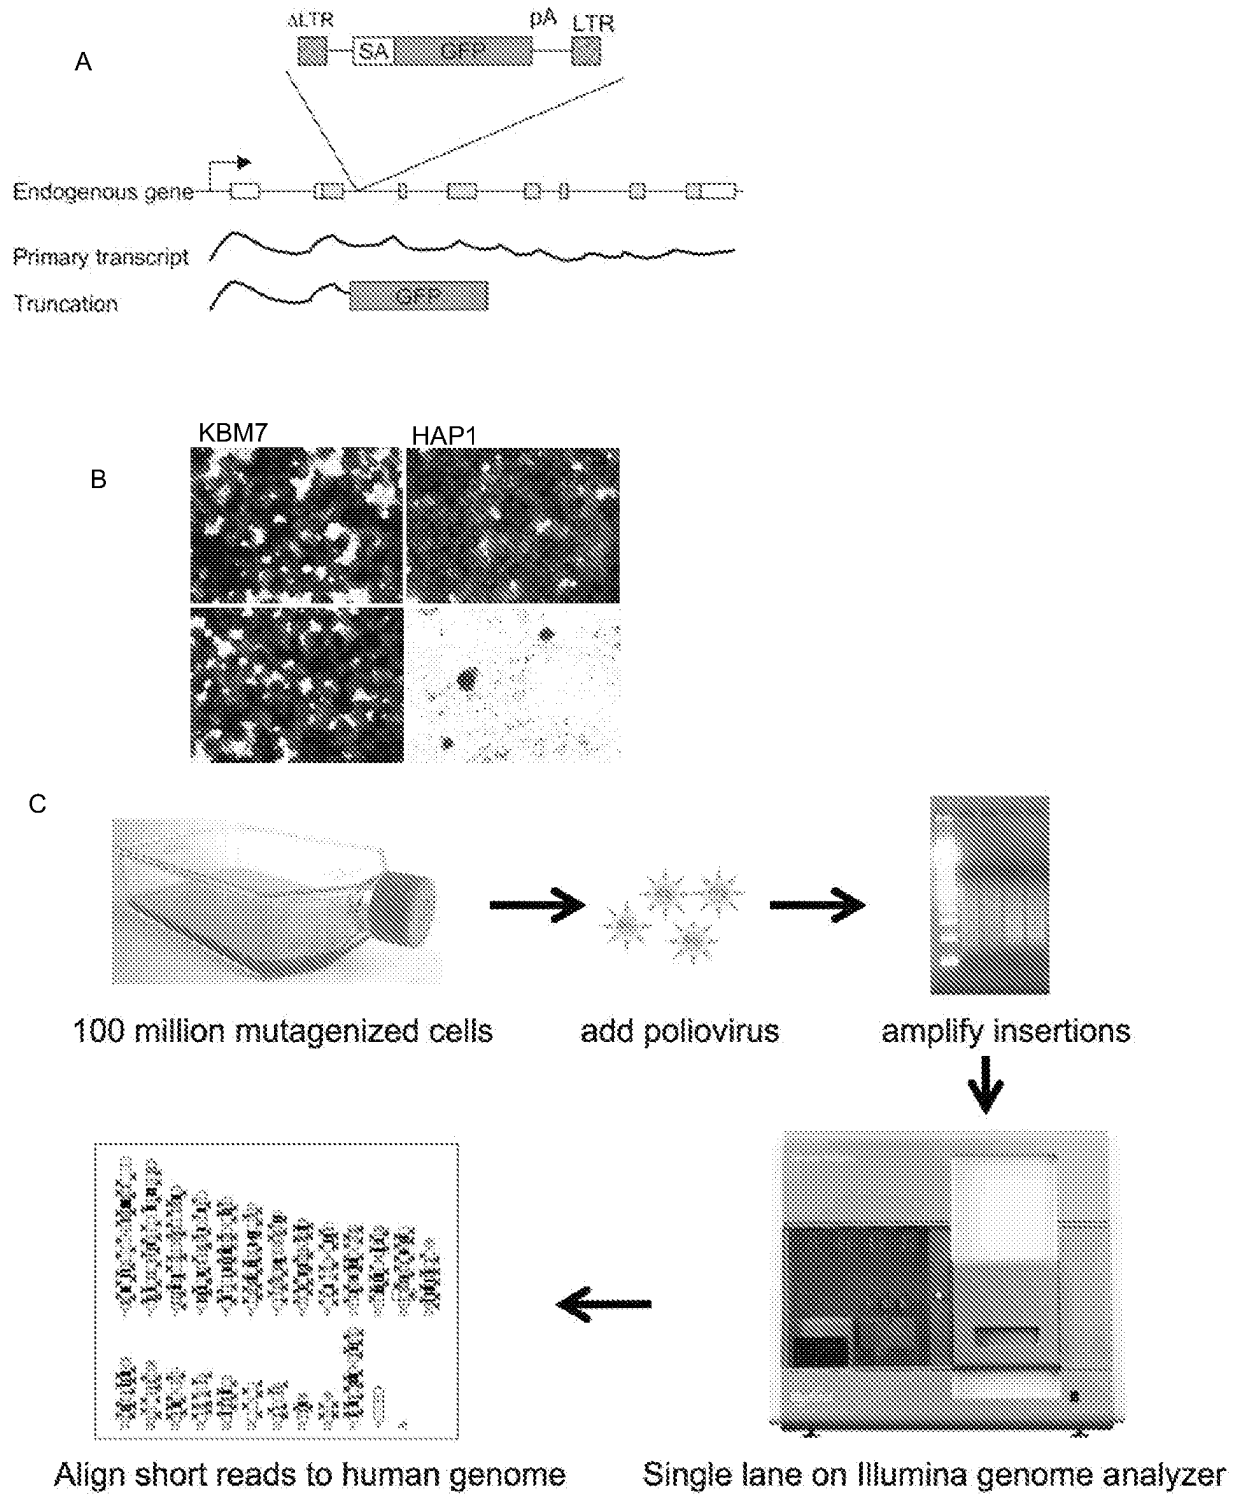 A
ΔLTR
pA
LTR
SA
GFP
Endogenous gene
Primary transcript
Truncation
GFP
B
KBM7
HAP1
C
100 million mutagenized cells
add poliovirus
amplify insertions
Align short reads to human genome
Single lane on Illumina genome analyzer